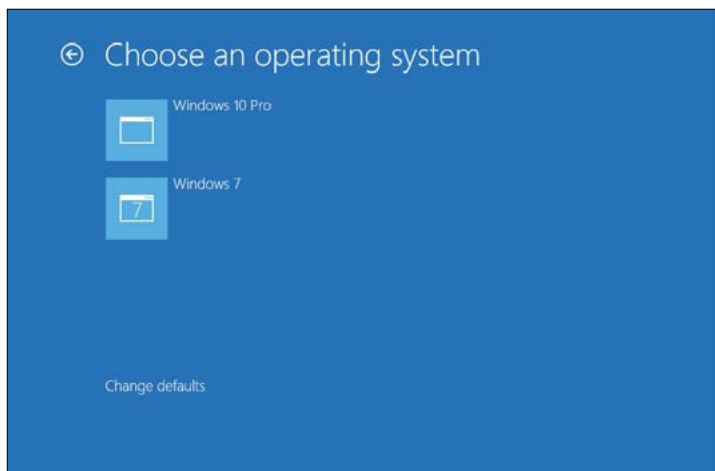 Choose an operating system
Windows 10 Pro
Windows 7
7
Change defaults